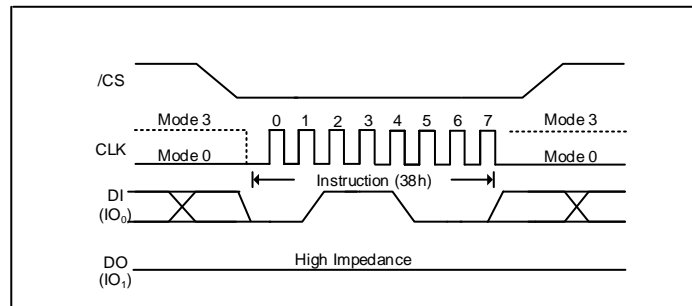 /CS
Mode 3 0 1 2 3 4 5 6 7 Mode 3
CLK
Mode 0 Mode 0
Instruction (38h)
DI
(IO₀)
High Impedance
DO
(IO₁)